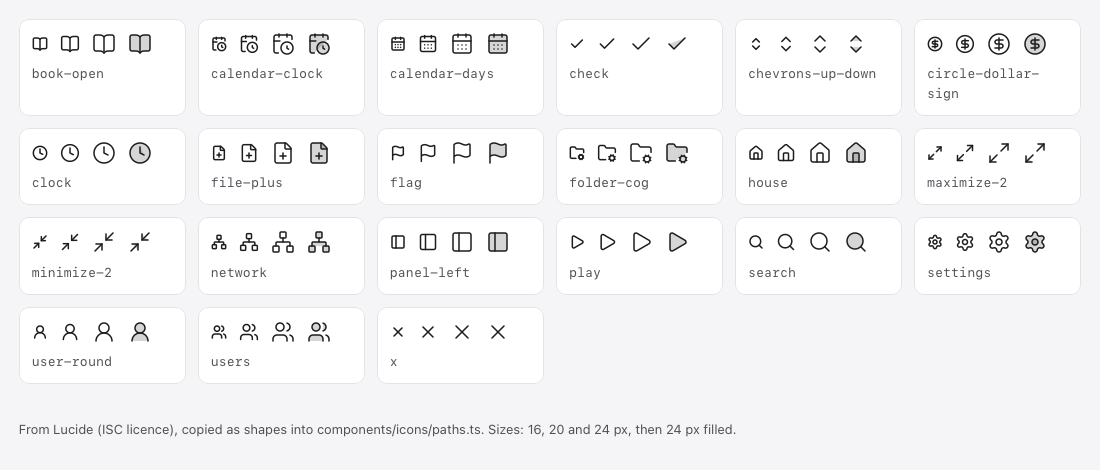 book-open
calendar-clock
calendar-days
check
chevrons-up-down
circle-dollar-
sign
clock
file-plus
flag
folder-cog
house
maximize-2
minimize-2
network
panel-left
play
search
settings
user-round
users
x
From Lucide (ISC licence), copied as shapes into components/icons/paths.ts. Sizes: 16, 20 and 24 px, then 24 px filled.